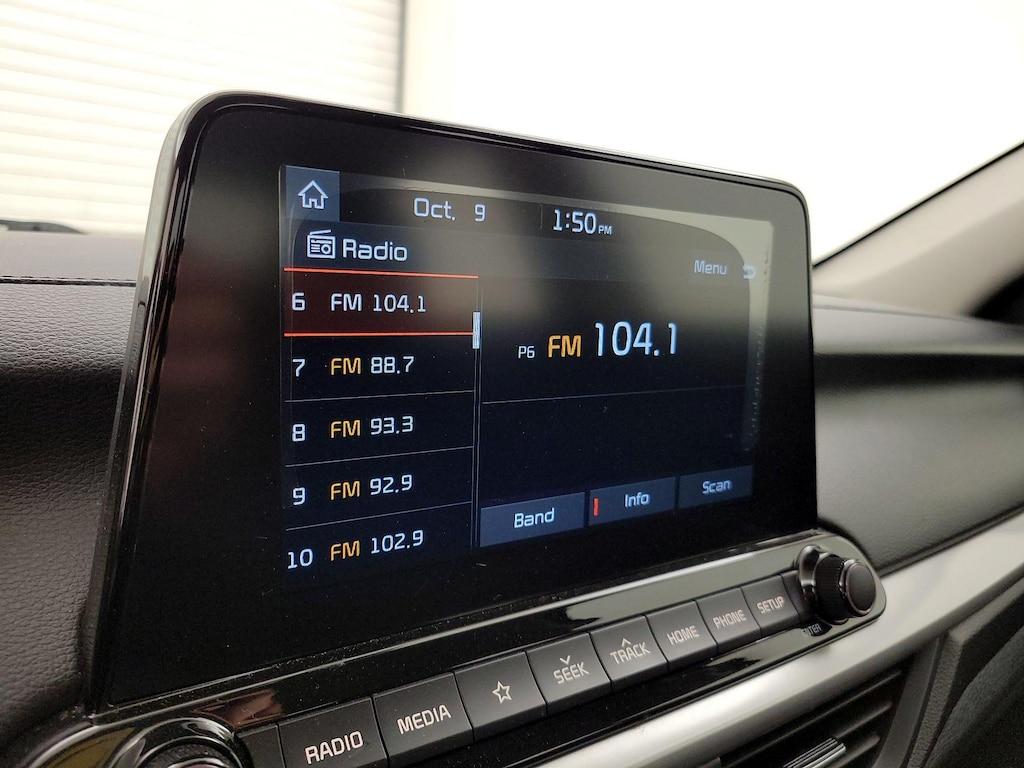 Oct. 9 1:50 PM
Radio
Menu
6 FM 104.1
7 FM 88.7
8 FM 93.3
9 FM 92.9
10 FM 102.9
P6 FM 104.1
Band Info Scan
RADIO MEDIA SEEK TRACK HOME PHONE SETUP